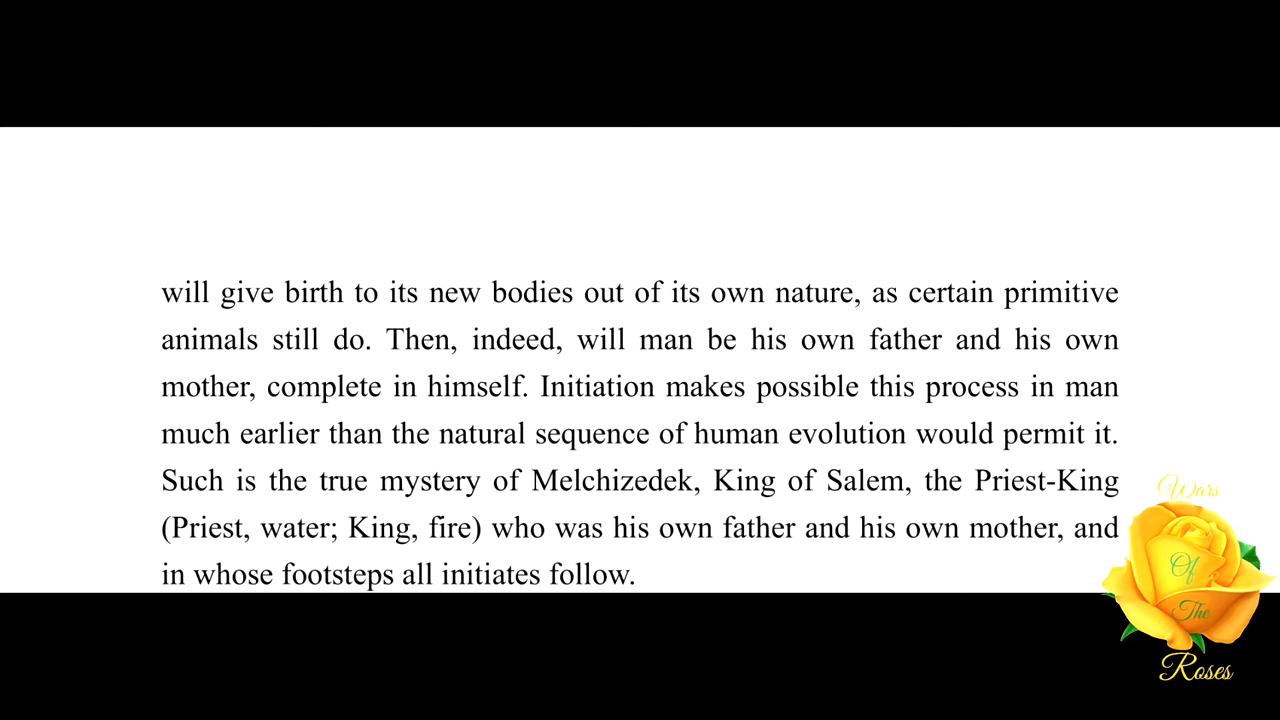 will give birth to its new bodies out of its own nature, as certain primitive
animals still do. Then, indeed, will man be his own father and his own
mother, complete in himself. Initiation makes possible this process in man
much earlier than the natural sequence of human evolution would permit it.
Such is the true mystery of Melchizedek, King of Salem, the Priest-King
(Priest, water; King, fire) who was his own father and his own mother, and
in whose footsteps all initiates follow.
Wars
Of
The
Roses